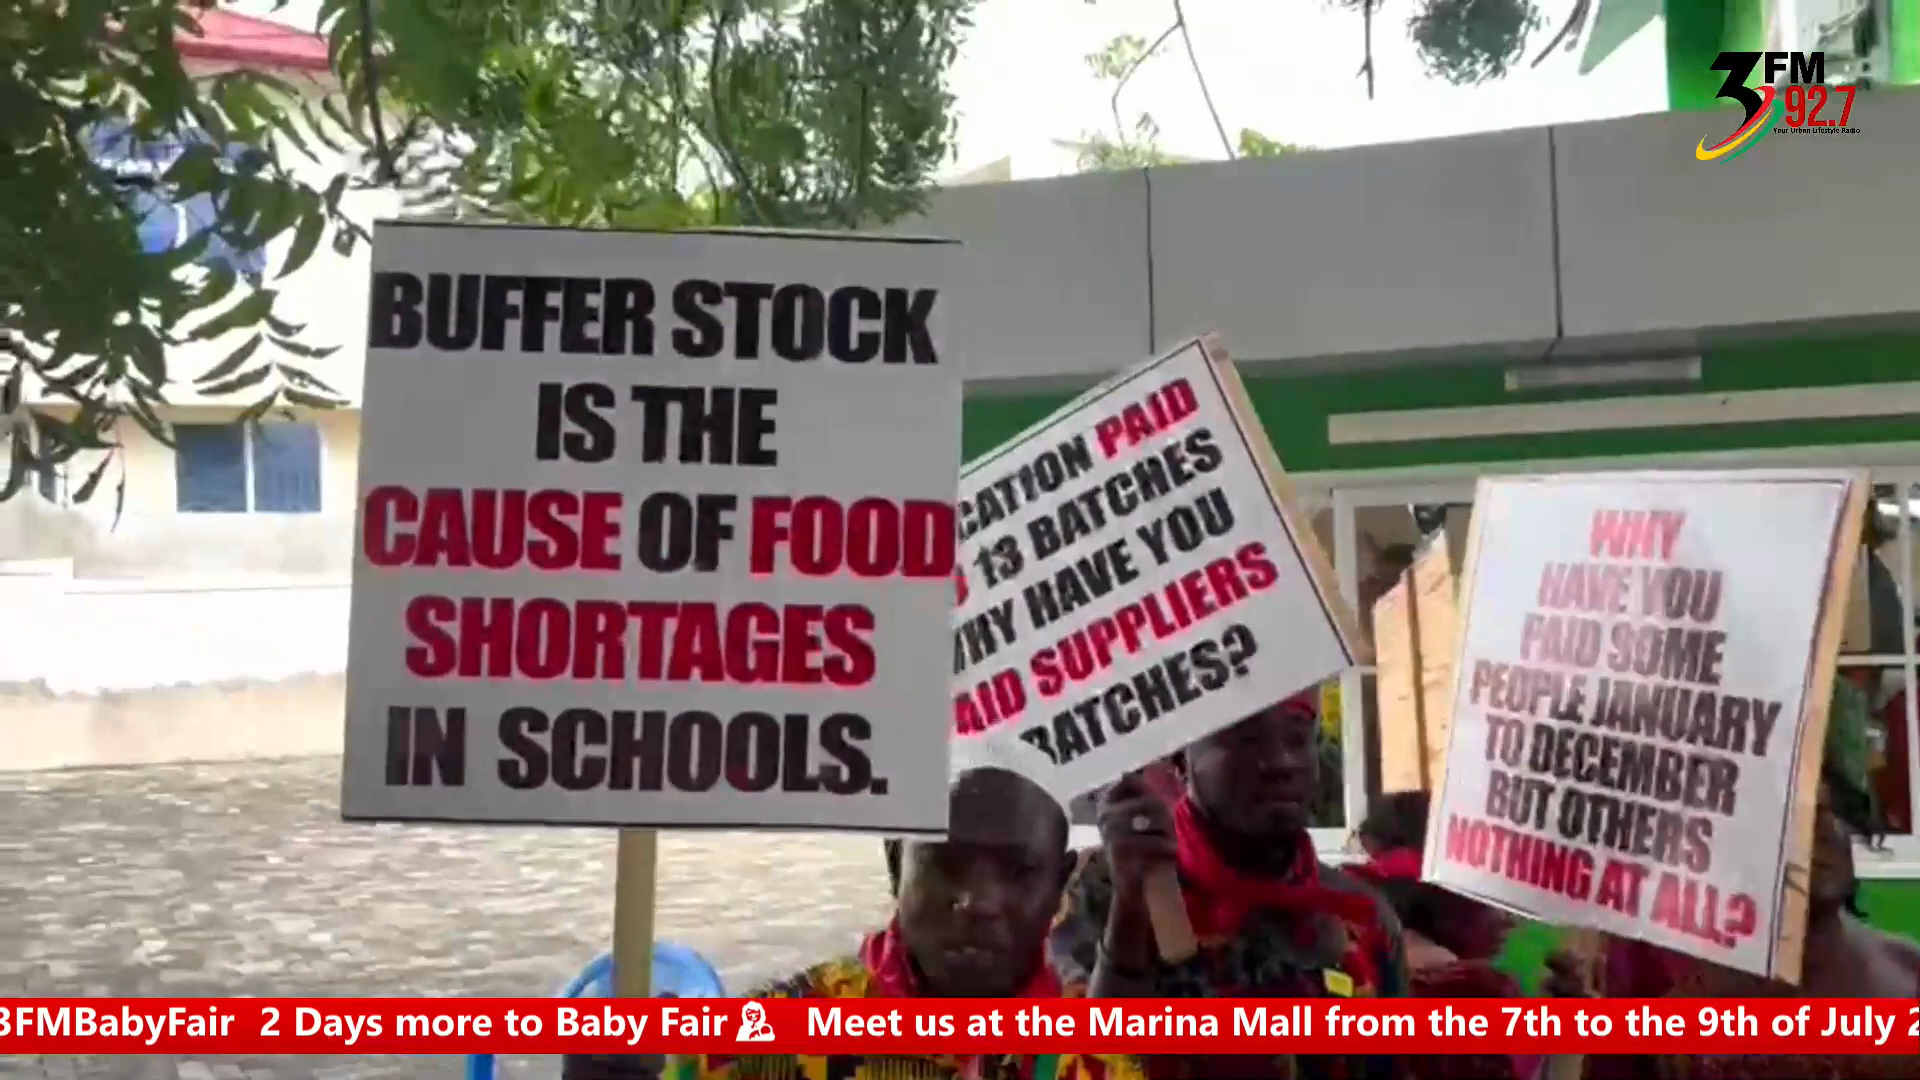 3FM
92.7
Your Urban Lifestyle Radio
BUFFER STOCK
IS THE
CAUSE OF FOOD
SHORTAGES
IN SCHOOLS.
CATION PAID
13 BATCHES
HY HAVE YOU
AID SUPPLIERS
BATCHES?
WHY
HAVE YOU
PAID SOME
PEOPLE JANUARY
TO DECEMBER
BUT OTHERS
NOTHING AT ALL?
3FMBabyFair 2 Days more to Baby Fair Meet us at the Marina Mall from the 7th to the 9th of July 2